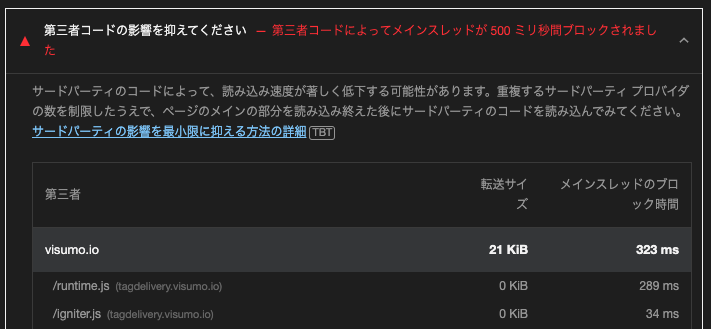 第三者コードの影響を抑えてください — 第三者コードによってメインスレッドが 500 ミリ秒間ブロックされまし
た
サードパーティのコードによって、読み込み速度が著しく低下する可能性があります。重複するサードパーティ プロバイダ
の数を制限したうえで、ページのメインの部分を読み込み終えた後にサードパーティのコードを読み込んでみてください。
サードパーティの影響を最小限に抑える方法の詳細 TBT
第三者 転送サイ メインスレッドのブロ
ズ ック時間
visumo.io 21 KiB 323 ms
/runtime.js (tagdelivery.visumo.io) 0 KiB 289 ms
/igniter.js (tagdelivery.visumo.io) 0 KiB 34 ms